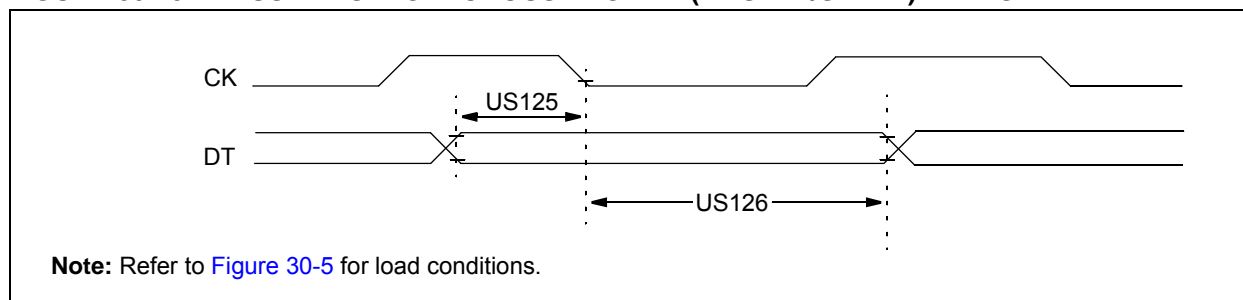 CK
US125
DT
US126
Note: Refer to Figure 30-5 for load conditions.